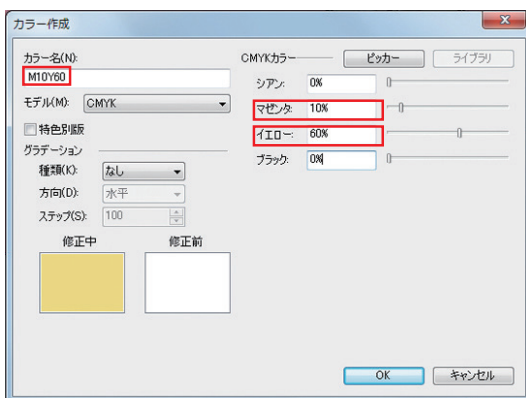 カラー作成
カラー名(N):
M10Y60
モデル(M): CMYK
特色別版
グラデーション
種類(K): なし
方向(D): 水平
ステップ(S): 100
修正中 修正前
CMYKカラー ピッカー ライブラリ
シアン: 0%
マゼンタ: 10%
イエロー: 60%
ブラック: 0%
OK キャンセル